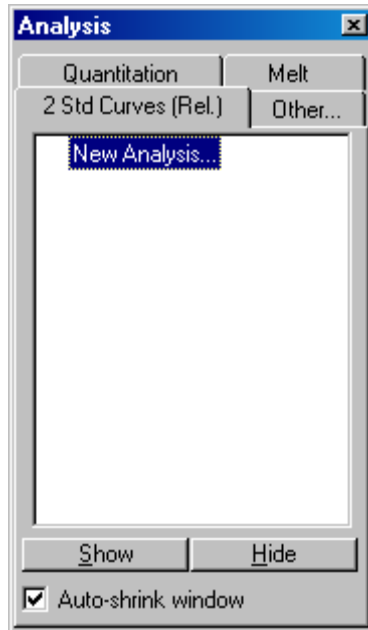 Analysis
Quantitation Melt
2 Std Curves (Rel.) Other...
New Analysis...
Show Hide
Auto-shrink window